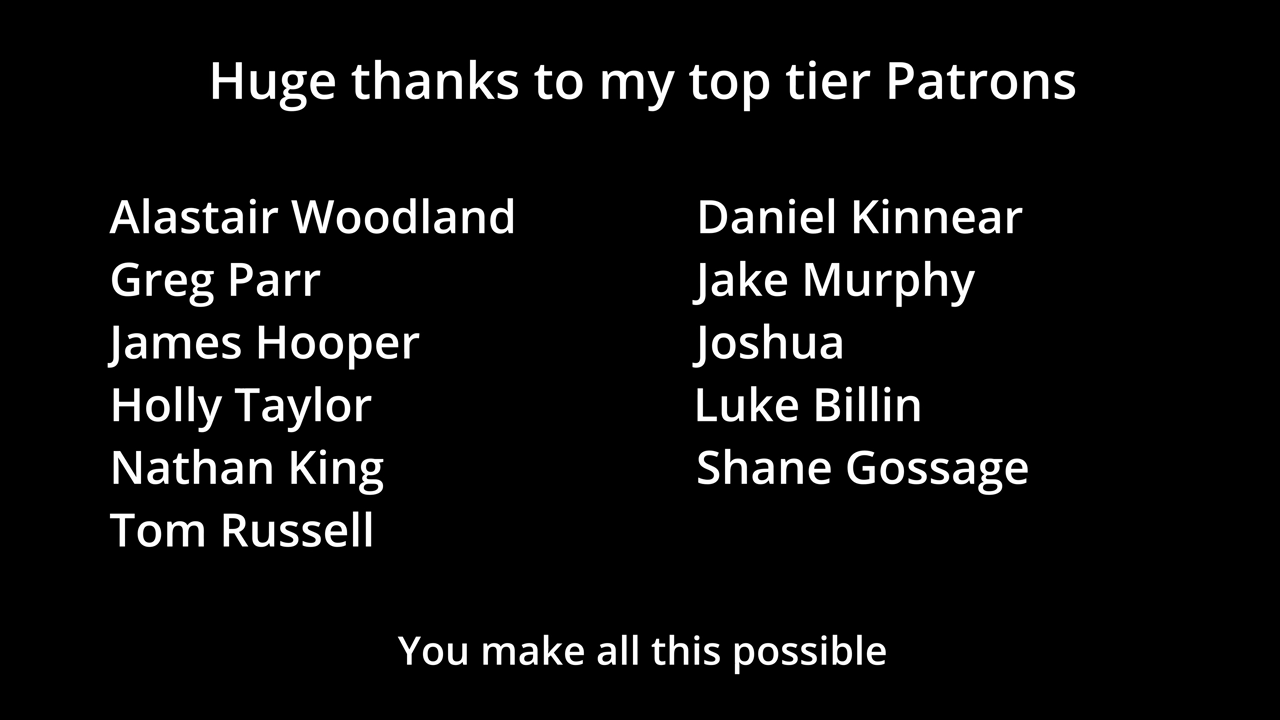 Huge thanks to my top tier Patrons
Alastair Woodland
Greg Parr
James Hooper
Holly Taylor
Nathan King
Tom Russell
Daniel Kinnear
Jake Murphy
Joshua
Luke Billin
Shane Gossage
You make all this possible